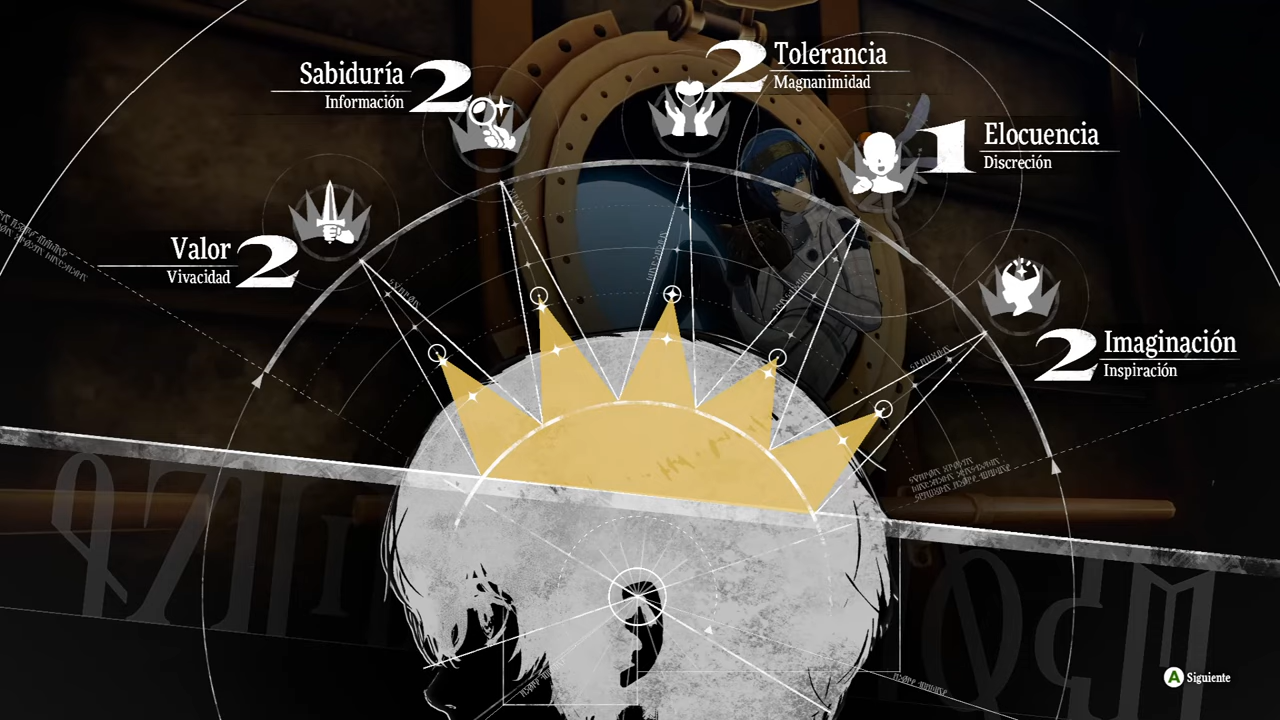 Sabiduría 2
Información
2 Tolerancia
Magnanimidad
1 Elocuencia
Discreción
Valor 2
Vivacidad
2 Imaginación
Inspiración
A Siguiente